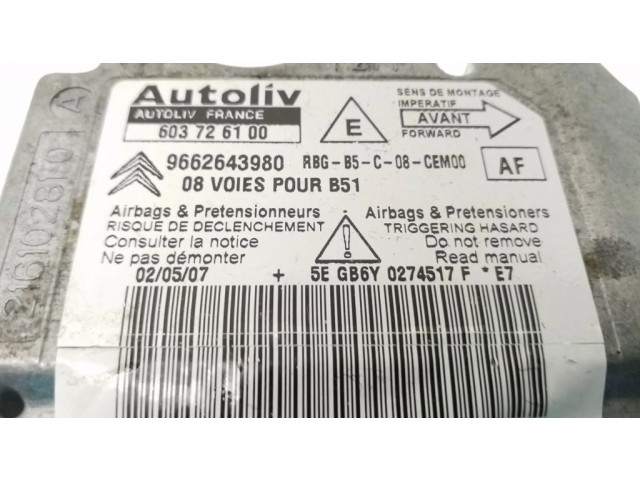 Autoliv
AUTOLIV FRANCE
603 72 61 00
E
SENS DE MONTAGE
IMPERATIF
AVANT
FORWARD
9662643980 RBG-B5-C-08-CEM00 AF
08 VOIES POUR B51
Airbags & Pretensionneurs
RISQUE DE DECLENCHEMENT
Consulter la notice
Ne pas démonter
Airbags & Pretensioners
TRIGGERING HASARD
Do not remove
Read manual
02/05/07 + 5E GB6Y 0274517 F * E7
A